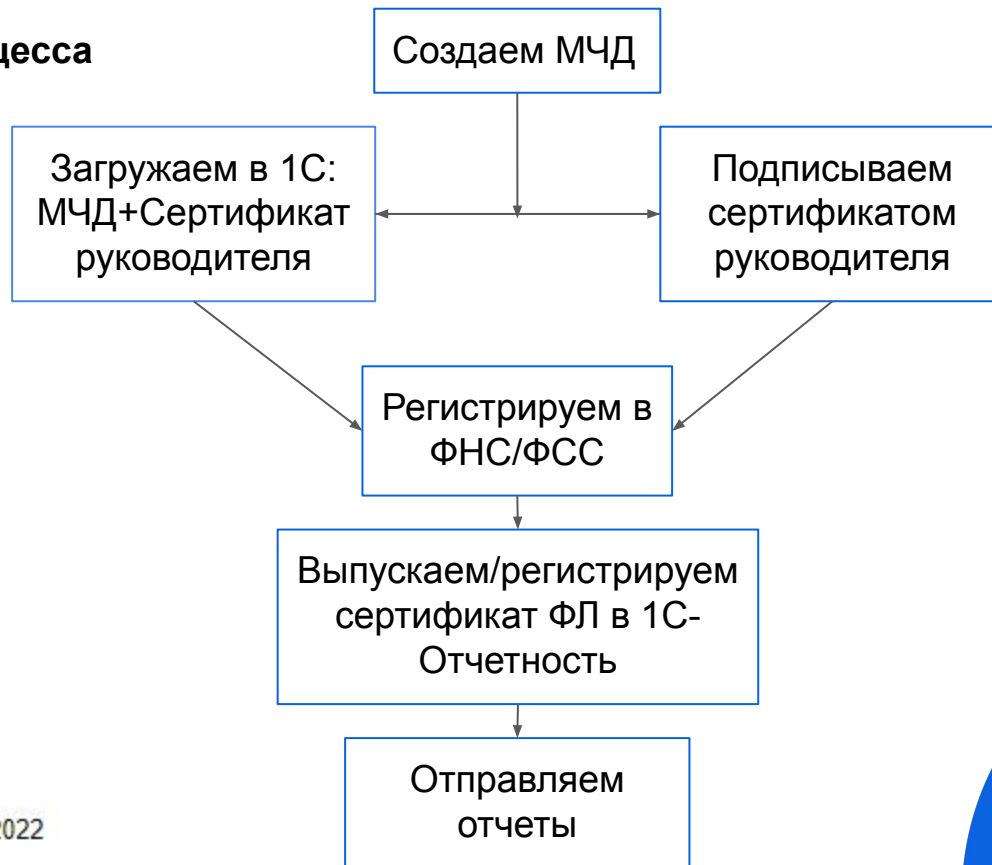 цесса
Создаем МЧД
Загружаем в 1С:
МЧД+Сертификат
руководителя
Подписываем
сертификатом
руководителя
Регистрируем в
ФНС/ФСС
Выпускаем/регистрируем
сертификат ФЛ в 1С-
Отчетность
Отправляем
отчеты
2022